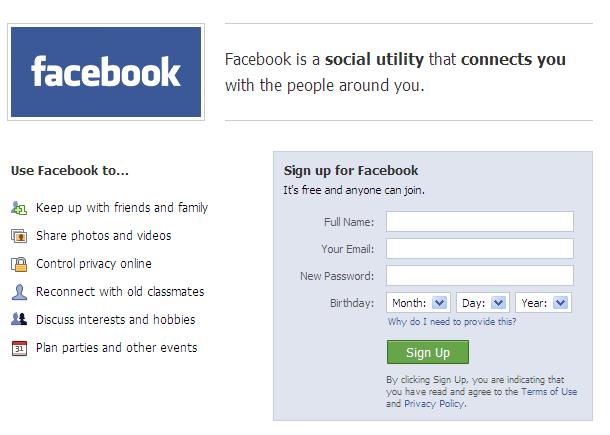 facebook
Facebook is a social utility that connects you
with the people around you.
Use Facebook to...
Keep up with friends and family
Share photos and videos
Control privacy online
Reconnect with old classmates
Discuss interests and hobbies
31 Plan parties and other events
Sign up for Facebook
It's free and anyone can join.
Full Name:
Your Email:
New Password:
Birthday: Month: Day: Year:
Why do I need to provide this?
Sign Up
By clicking Sign Up, you are indicating that
you have read and agree to the Terms of Use
and Privacy Policy.